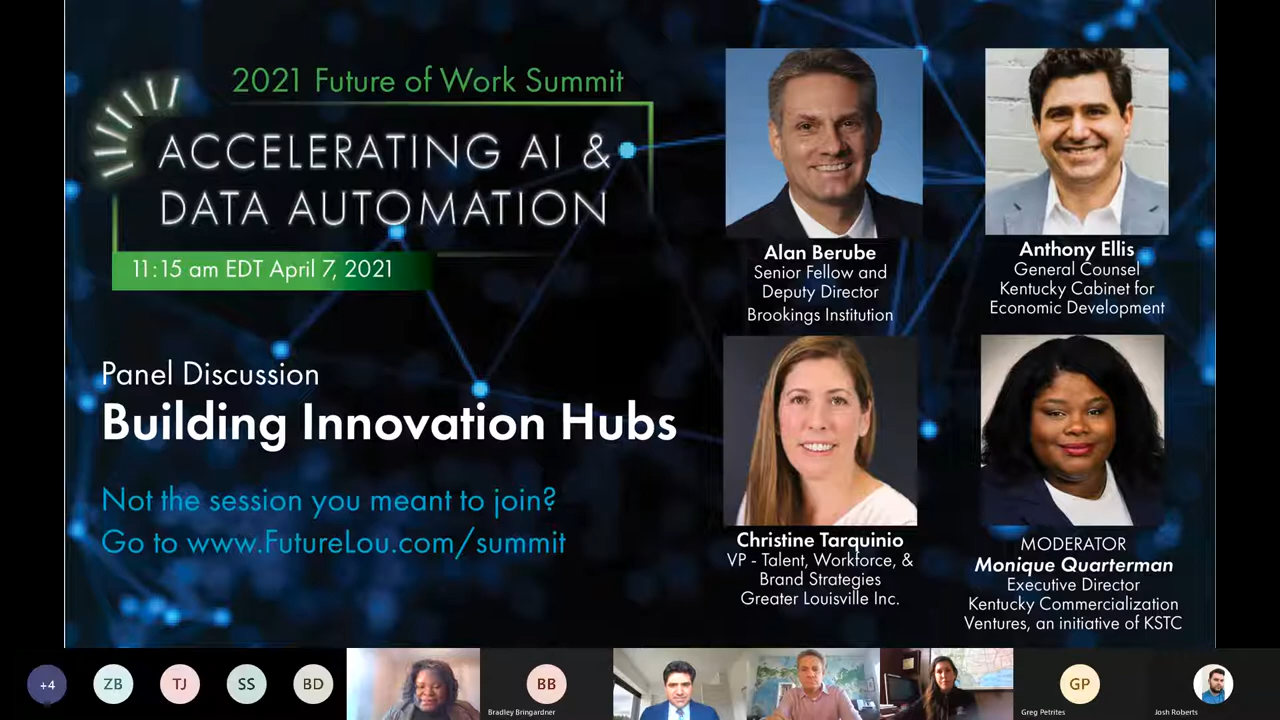 2021 Future of Work Summit
ACCELERATING AI &
DATA AUTOMATION
11:15 am EDT April 7, 2021
Panel Discussion
Building Innovation Hubs
Not the session you meant to join?
Go to www.FutureLou.com/summit
Alan Berube
Senior Fellow and
Deputy Director
Brookings Institution
Anthony Ellis
General Counsel
Kentucky Cabinet for
Economic Development
Christine Tarquinio
VP - Talent, Workforce, &
Brand Strategies
Greater Louisville Inc.
MODERATOR
Monique Quarterman
Executive Director
Kentucky Commercialization
Ventures, an initiative of KSTC
+4
ZB
TJ
SS
BD
BB
Bradley Bringardner
GP
Greg Petrites
Josh Roberts